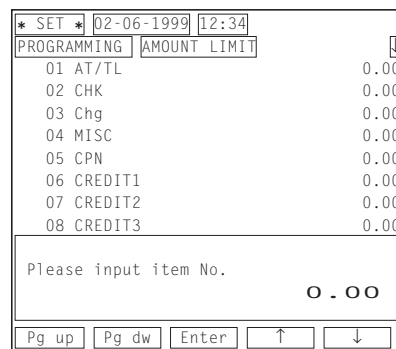 * SET * 02-06-1999 12:34
PROGRAMMING AMOUNT LIMIT ↓
01 AT/TL 0.00
02 CHK 0.00
03 Chg 0.00
04 MISC 0.00
05 CPN 0.00
06 CREDIT1 0.00
07 CREDIT2 0.00
08 CREDIT3 0.00
Please input item No.
0.00
Pg up Pg dw Enter ↑ ↓